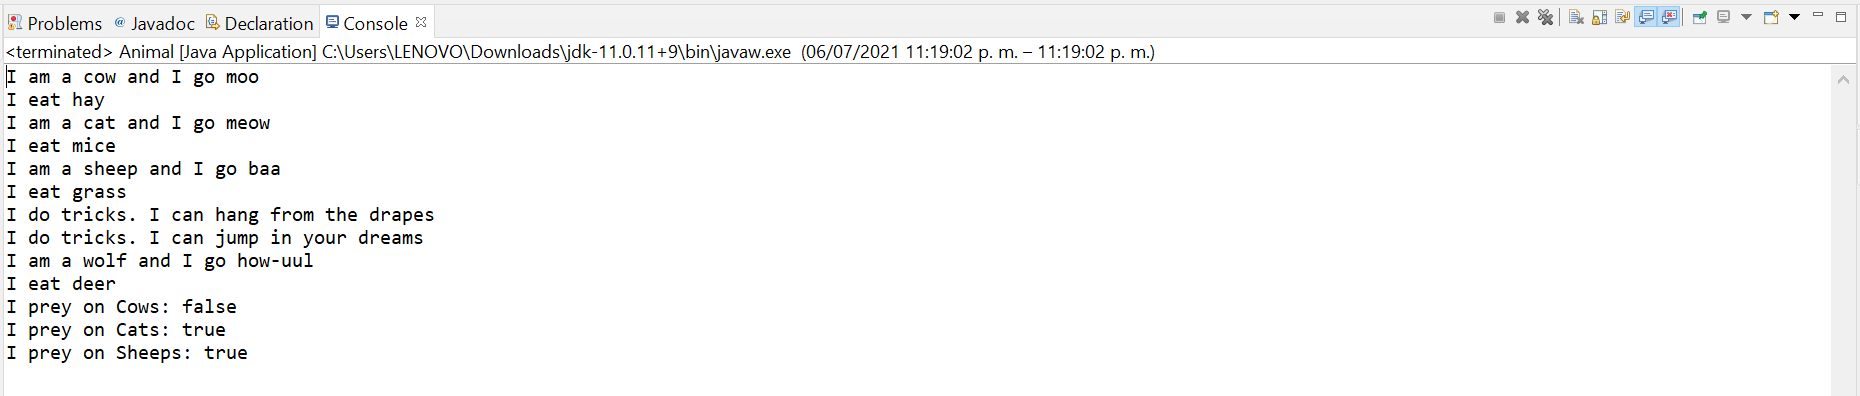 Problems @ Javadoc Declaration Console
<terminated> Animal [Java Application] C:\Users\LENOVO\Downloads\jdk-11.0.11+9\bin\javaw.exe (06/07/2021 11:19:02 p. m. – 11:19:02 p. m.)
I am a cow and I go moo
I eat hay
I am a cat and I go meow
I eat mice
I am a sheep and I go baa
I eat grass
I do tricks. I can hang from the drapes
I do tricks. I can jump in your dreams
I am a wolf and I go how-uul
I eat deer
I prey on Cows: false
I prey on Cats: true
I prey on Sheeps: true